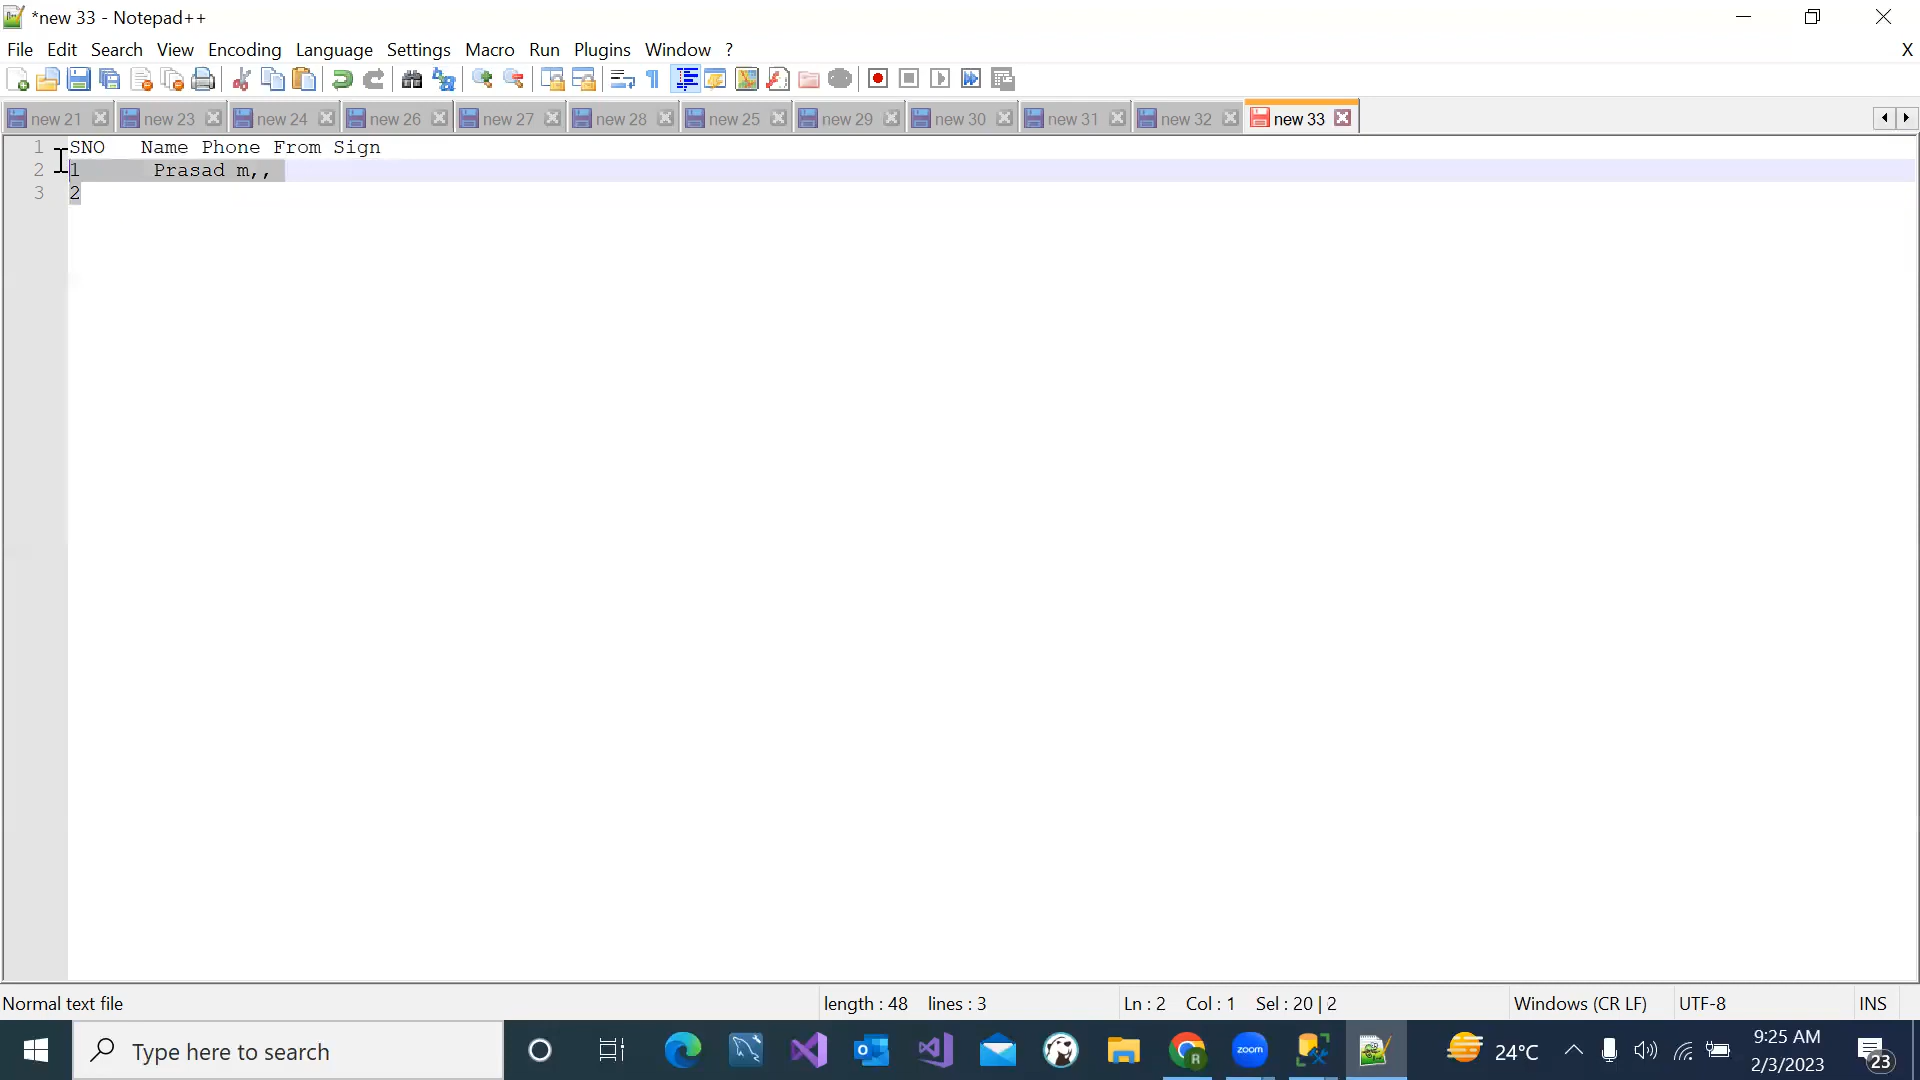 *new 33 - Notepad++
File Edit Search View Encoding Language Settings Macro Run Plugins Window ? X
new 21 new 23 new 24 new 26 new 27 new 28 new 25 new 29 new 30 new 31 new 32 new 33
1 SNO Name Phone From Sign
2 1 Prasad m,,
3 2
Normal text file length : 48 lines : 3 Ln : 2 Col : 1 Sel : 20 | 2 Windows (CR LF) UTF-8 INS
Type here to search zoom R 24°C 9:25 AM
2/3/2023 23